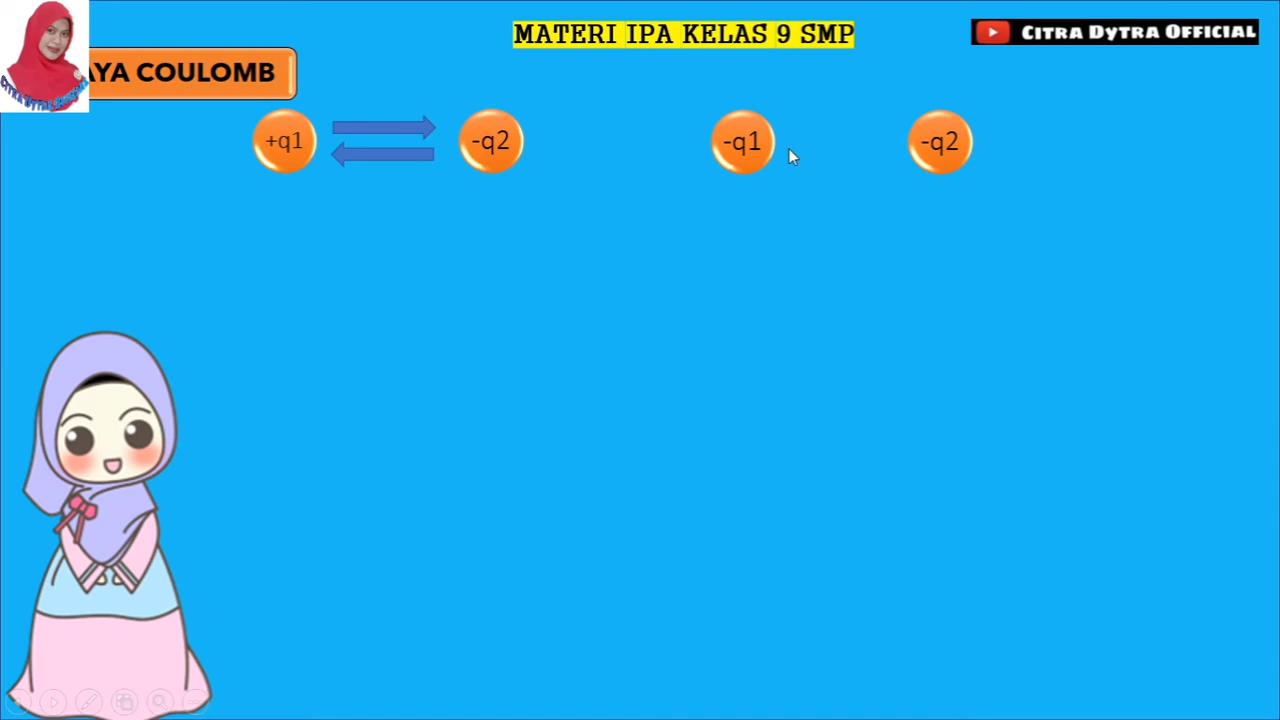 MATERI IPA KELAS 9 SMP
CITRA DYTRA OFFICIAL
AYA COULOMB
+q1
-q2
-q1
-q2